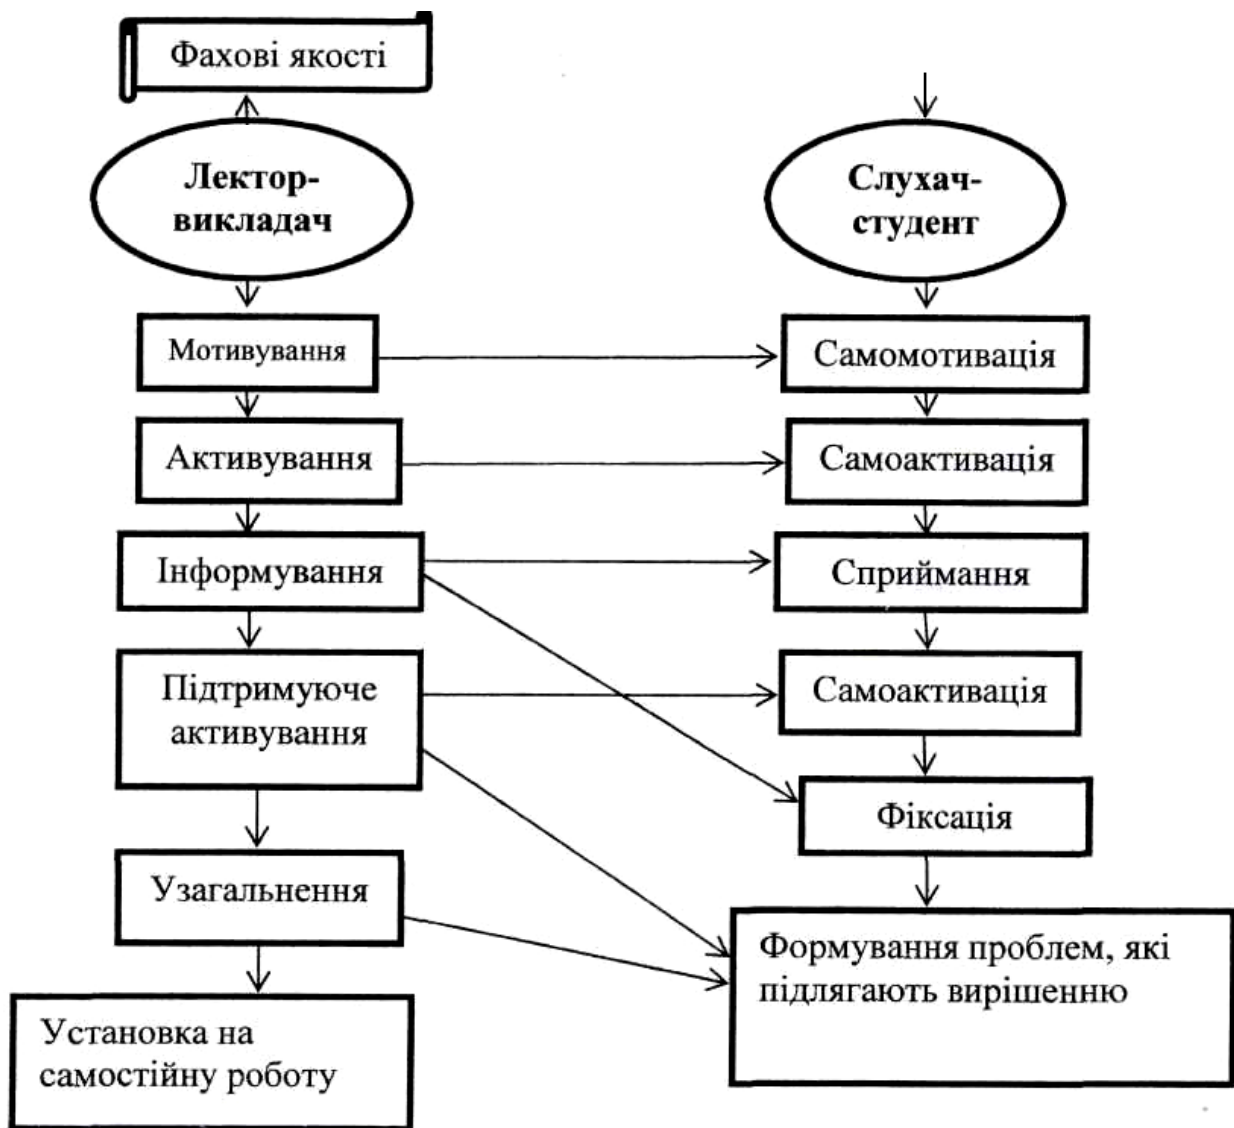 Фахові якості
Лектор-
викладач
Слухач-
студент
Мотивування
Самомотивація
Активування
Самоактивація
Інформування
Сприймання
Підтримуюче
активування
Самоактивація
Фіксація
Узагальнення
Формування проблем, які
підлягають вирішенню
Установка на
самостійну роботу